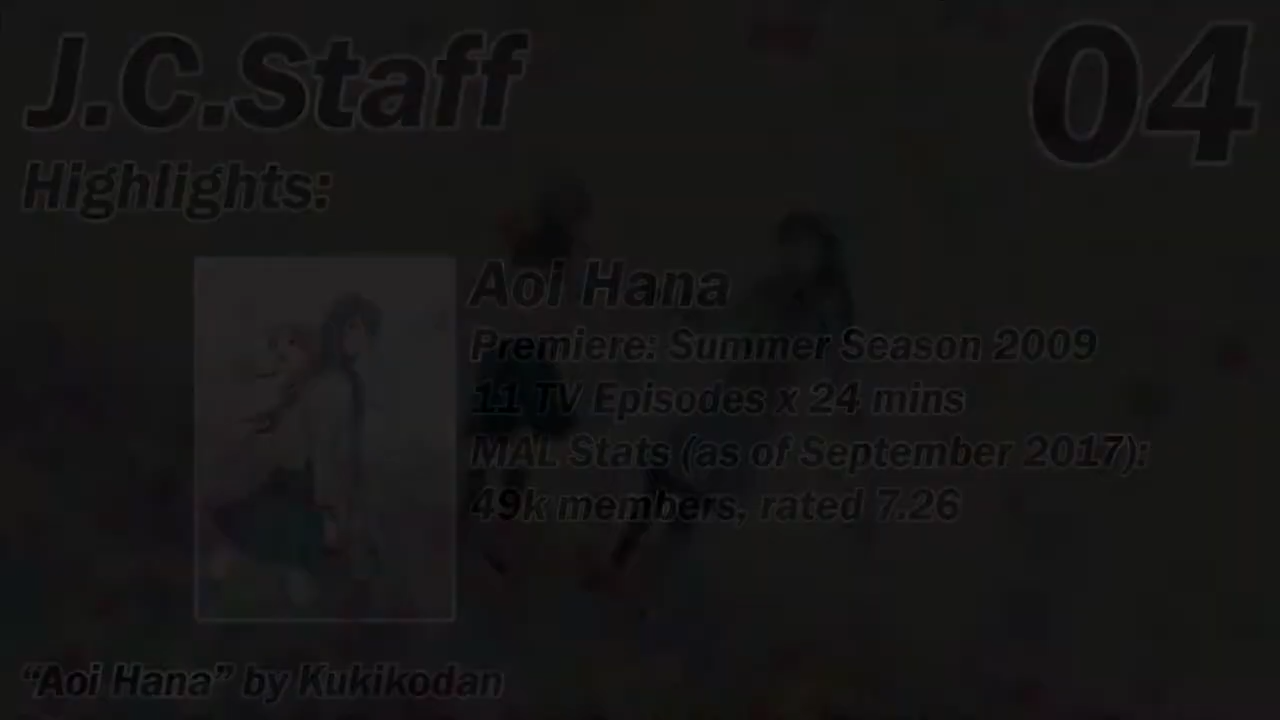 J.C.Staff
04
Highlights:
Aoi Hana
Premiere: Summer Season 2009
11 TV Episodes x 24 mins
MAL Stats (as of September 2017):
49k members, rated 7.26
“Aoi Hana” by Kukikodan